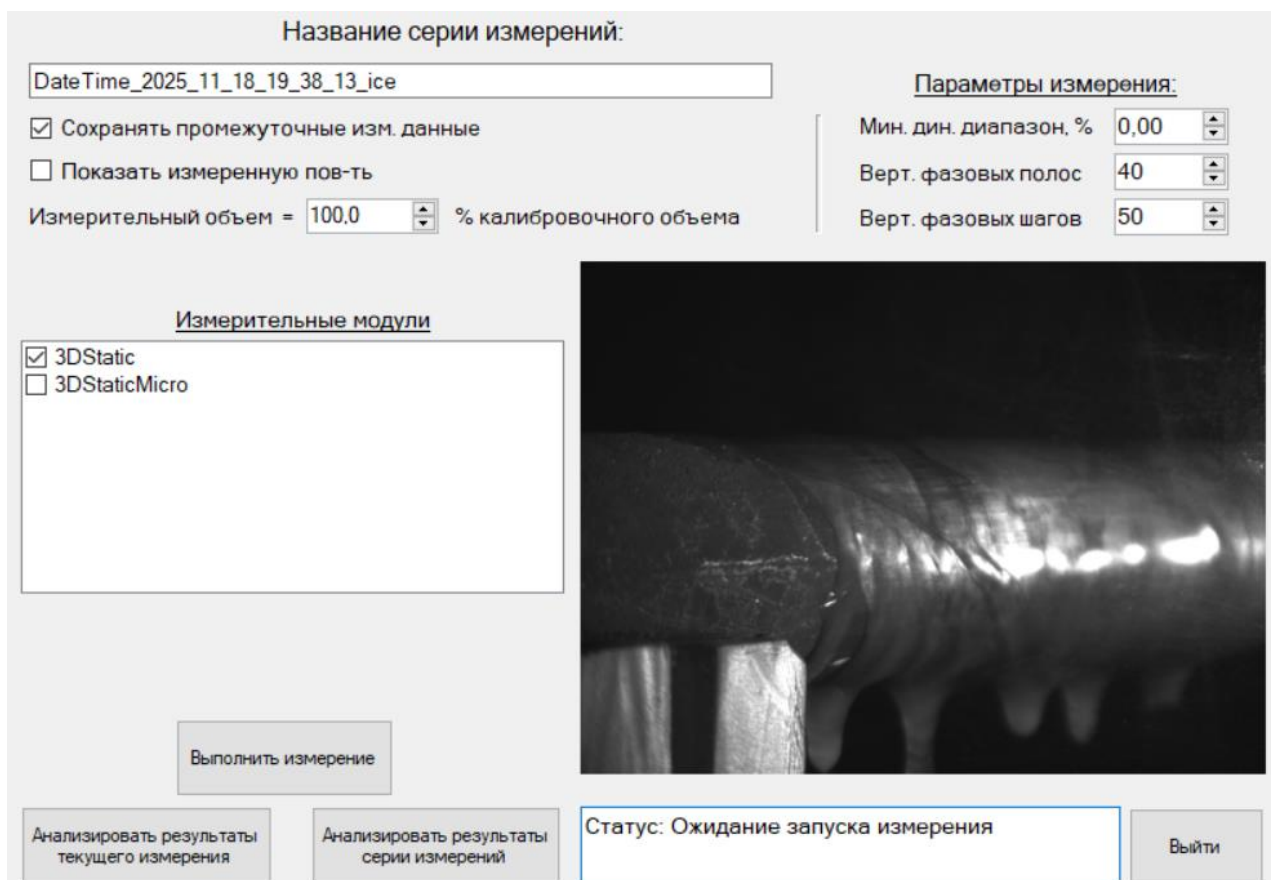 Название серии измерений:
DateTime_2025_11_18_19_38_13_ice
Сохранять промежуточные изм. данные
Показать измеренную пов-ть
Измерительный объем = 100,0 % калибровочного объема
Параметры измерения:
Мин. дин. диапазон, % 0,00
Верт. фазовых полос 40
Верт. фазовых шагов 50
Измерительные модули
3DStatic
3DStaticMicro
Выполнить измерение
Анализировать результаты
текущего измерения
Анализировать результаты
серии измерений
Статус: Ожидание запуска измерения
Выйти